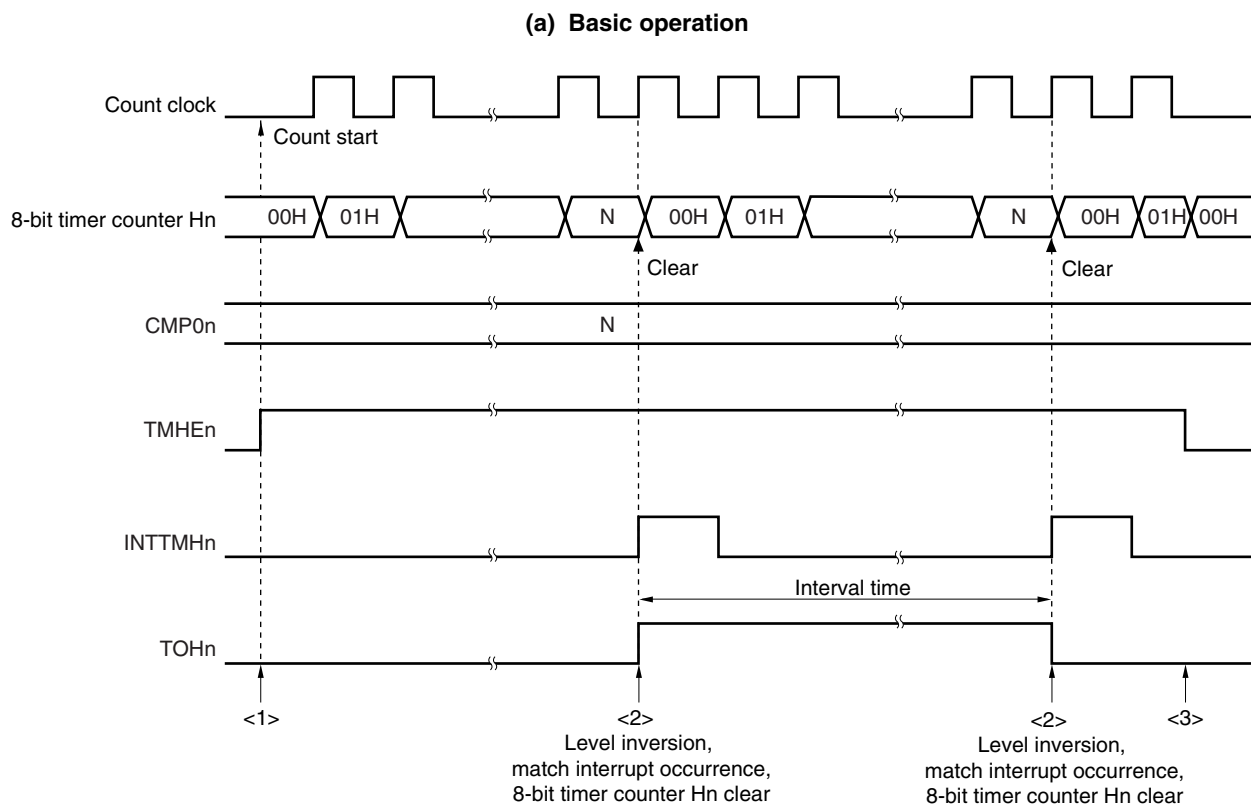 (a) Basic operation
Count clock
Count start
8-bit timer counter Hn
00H 01H N 00H 01H N 00H 01H 00H
Clear Clear
CMP0n
N
TMHEn
INTTMHn
Interval time
TOHn
<1> <2> <2> <3>
Level inversion,
match interrupt occurrence,
8-bit timer counter Hn clear
Level inversion,
match interrupt occurrence,
8-bit timer counter Hn clear